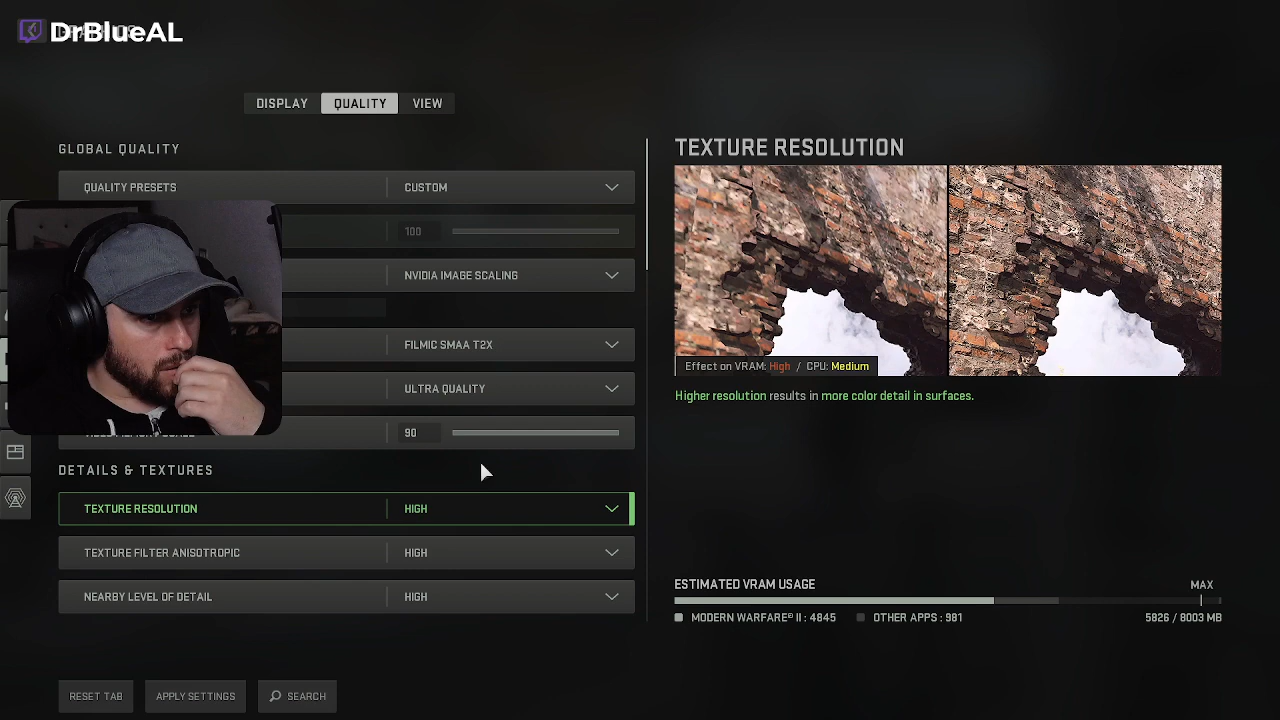 DrBlueAL
DISPLAY QUALITY VIEW
GLOBAL QUALITY
QUALITY PRESETS CUSTOM
100
NVIDIA IMAGE SCALING
FILMIC SMAA T2X
ULTRA QUALITY
90
DETAILS & TEXTURES
TEXTURE RESOLUTION HIGH
TEXTURE FILTER ANISOTROPIC HIGH
NEARBY LEVEL OF DETAIL HIGH
RESET TAB APPLY SETTINGS SEARCH
TEXTURE RESOLUTION
Effect on VRAM: High / CPU: Medium
Higher resolution results in more color detail in surfaces.
ESTIMATED VRAM USAGE MAX
MODERN WARFARE® II : 4845 OTHER APPS : 981 5826 / 8003 MB